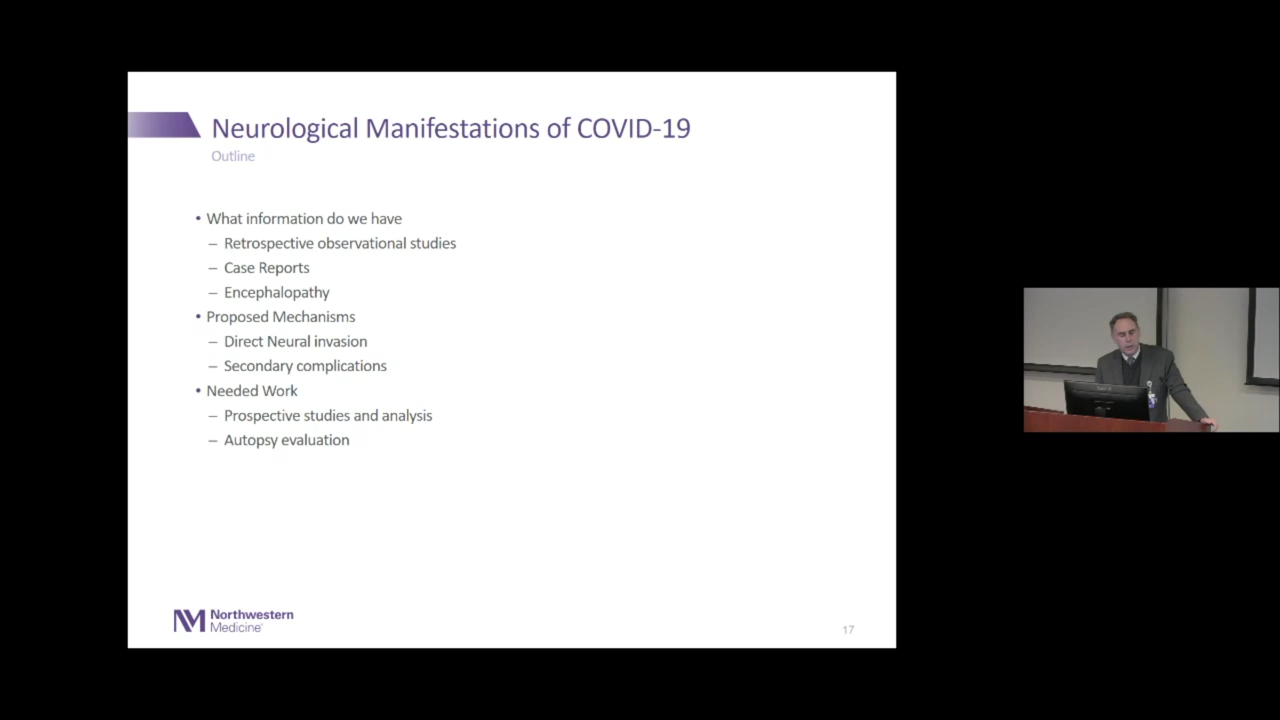 Neurological Manifestations of COVID-19
Outline
• What information do we have
– Retrospective observational studies
– Case Reports
– Encephalopathy
• Proposed Mechanisms
– Direct Neural invasion
– Secondary complications
• Needed Work
– Prospective studies and analysis
– Autopsy evaluation
NM Northwestern
Medicine
17